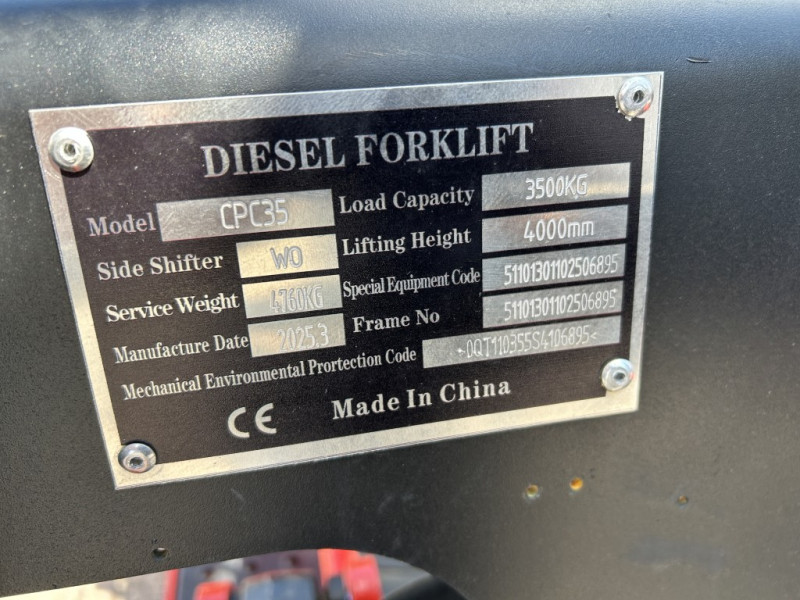 DIESEL FORKLIFT
Model CPC35 Load Capacity 3500KG
Side Shifter WO Lifting Height 4000mm
Service Weight 4760KG Special Equipment Code 51101301102506895
Manufacture Date 2025.3 Frame No 51101301102506895
Mechanical Environmental Prortection Code *0QT110355S4106895<
CE Made In China